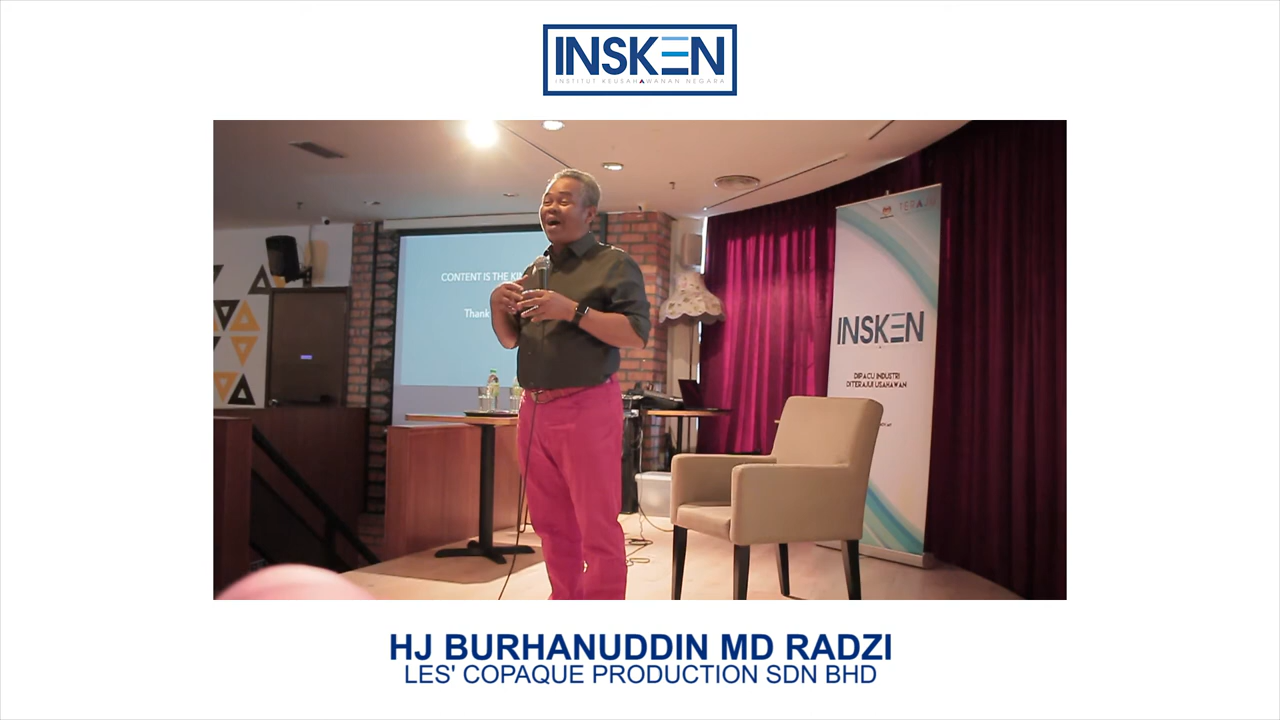 INSKEN
INSTITUT KEUSAHAWANAN NEGARA
CONTENT IS THE
Thank
TERAJU
INSKEN
DIPACU INDUSTRI
DITERAJUI USAHAWAN
HJ BURHANUDDIN MD RADZI
LES' COPAQUE PRODUCTION SDN BHD